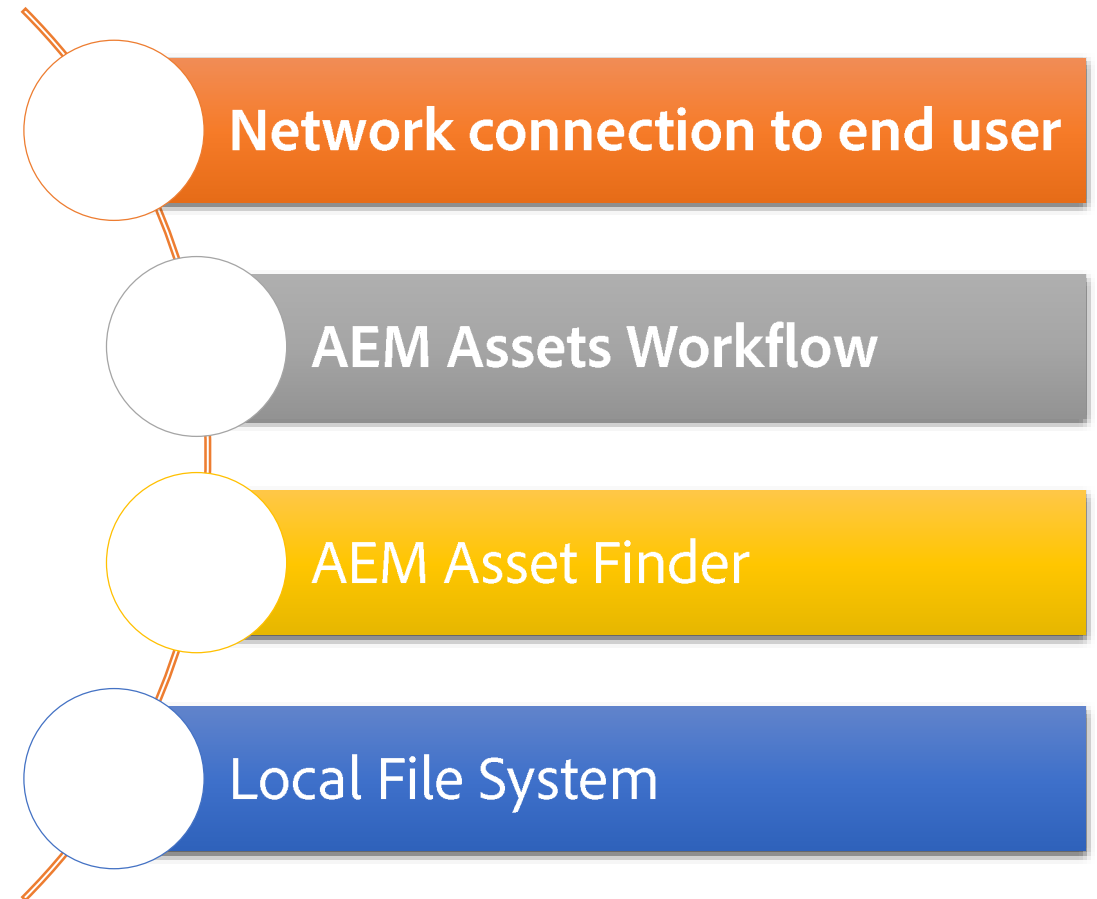 Network connection to end user
AEM Assets Workflow
AEM Asset Finder
Local File System